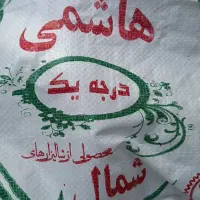 هاشمی
درجه یک
محصولی از شالیزارهای
شمال